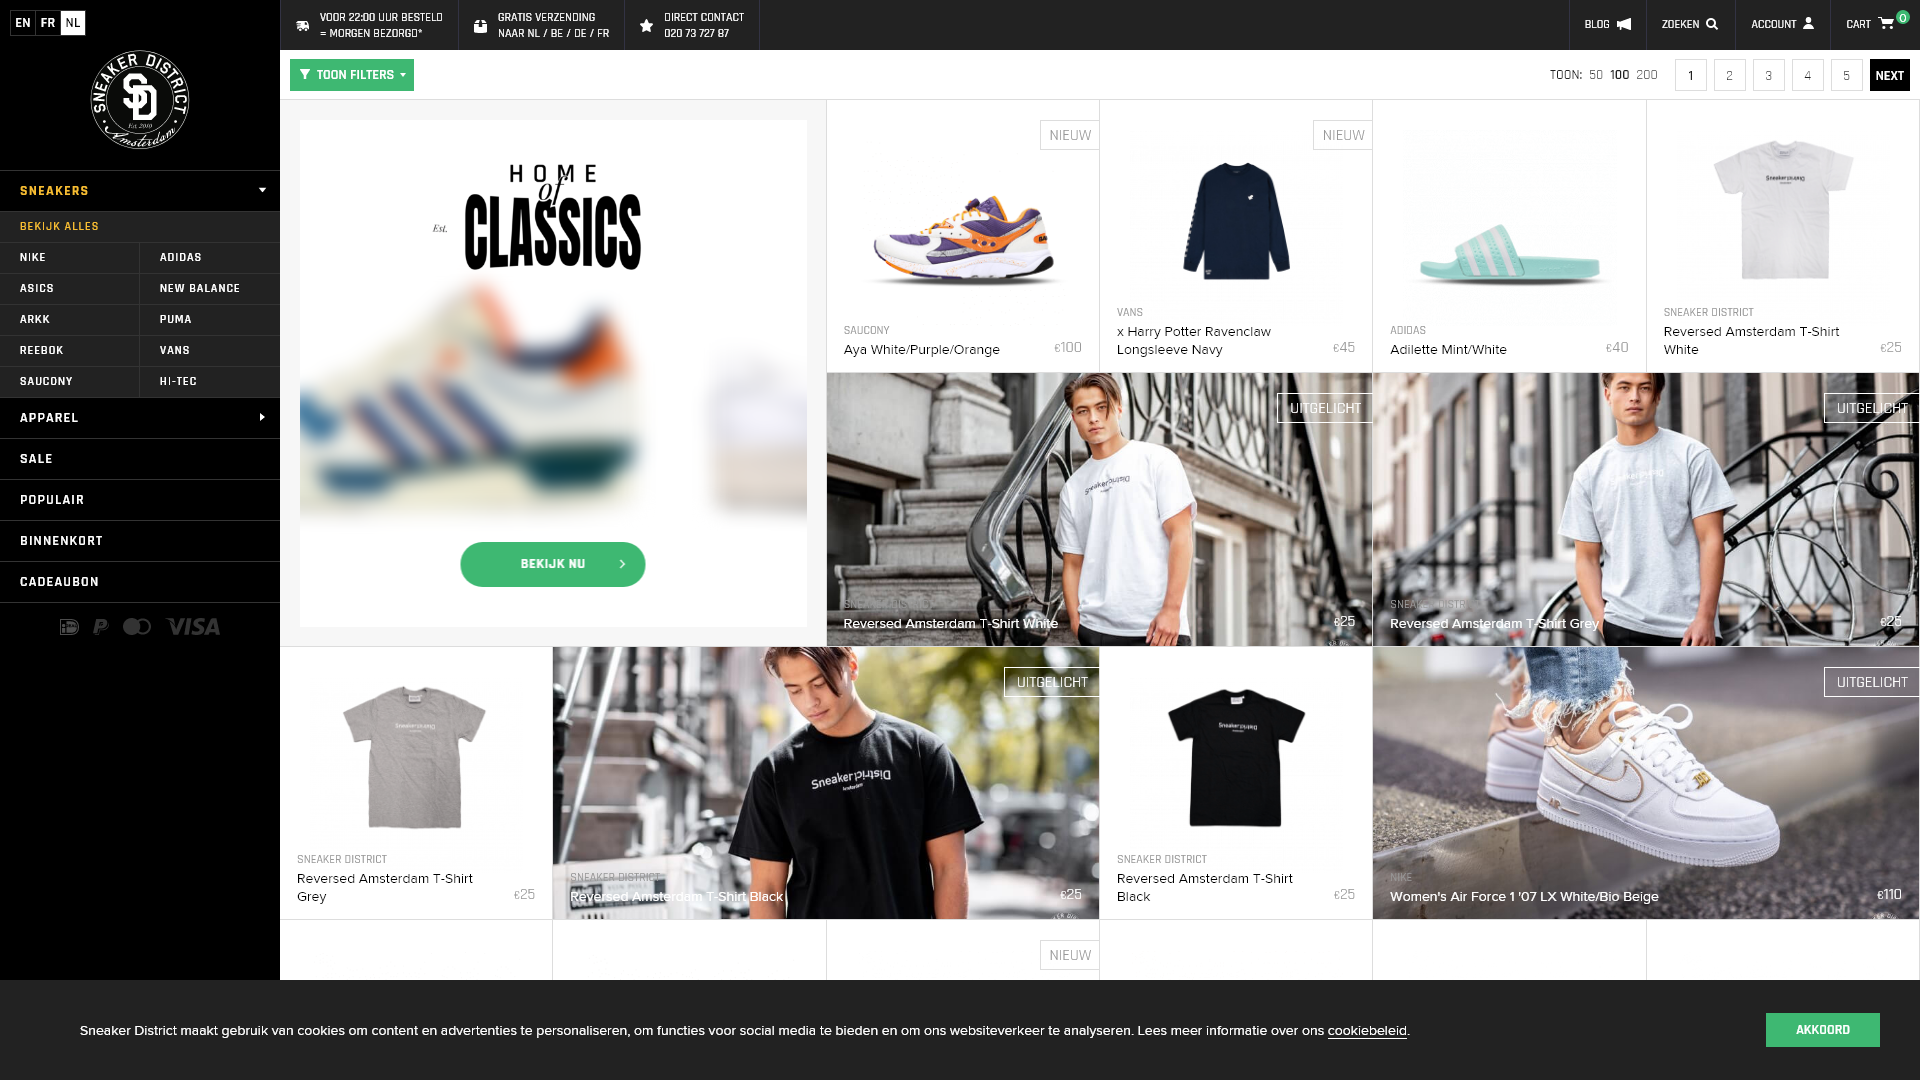 EN FR NL
VOOR 22:00 UUR BESTELD
= MORGEN BEZORGD*
GRATIS VERZENDING
NAAR NL / BE / DE / FR
DIRECT CONTACT
020 73 727 87
BLOG
ZOEKEN
ACCOUNT
CART 0
SNEAKER DISTRICT
SD
Est. 2010
Amsterdam
SNEAKERS
BEKIJK ALLES
NIKE ADIDAS
ASICS NEW BALANCE
ARKK PUMA
REEBOK VANS
SAUCONY HI-TEC
APPAREL
SALE
POPULAIR
BINNENKORT
CADEAUBON
VISA
TOON FILTERS
TOON: 50 100 200
1 2 3 4 5 NEXT
HOME
of
Est.
CLASSICS
BEKIJK NU
NIEUW
SAUCONY
Aya White/Purple/Orange €100
NIEUW
VANS
x Harry Potter Ravenclaw
Longsleeve Navy €45
ADIDAS
Adilette Mint/White €40
SneakerDistrict
SNEAKER DISTRICT
Reversed Amsterdam T-Shirt
White €25
UITGELICHT
SneakerDistrict
SNEAKER DISTRICT
Reversed Amsterdam T-Shirt White €25
UITGELICHT
SneakerDistrict
SNEAKER DISTRICT
Reversed Amsterdam T-Shirt Grey €25
SneakerDistrict
SNEAKER DISTRICT
Reversed Amsterdam T-Shirt
Grey €25
UITGELICHT
SneakerDistrict
Amsterdam
SNEAKER DISTRICT
Reversed Amsterdam T-Shirt Black €25
SneakerDistrict
SNEAKER DISTRICT
Reversed Amsterdam T-Shirt
Black €25
UITGELICHT
NIKE
Women's Air Force 1 '07 LX White/Bio Beige €110
NIEUW
Sneaker District maakt gebruik van cookies om content en advertenties te personaliseren, om functies voor social media te bieden en om ons websiteverkeer te analyseren. Lees meer informatie over ons cookiebeleid.
AKKOORD